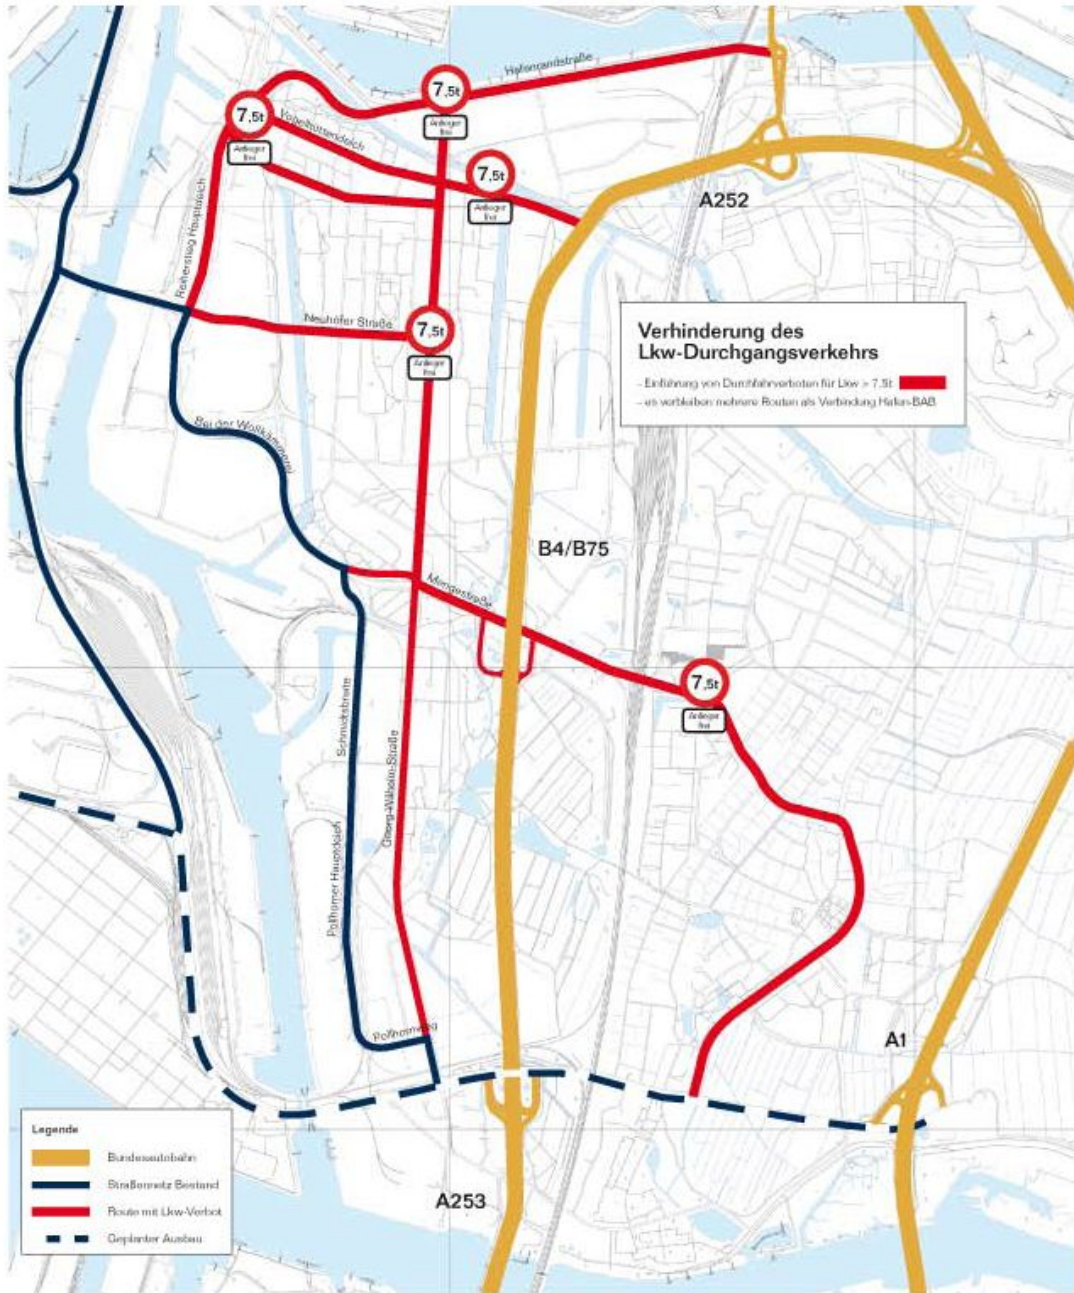 Hafenrandstraße
7,5t
Anlieger
frei
7,5t
Anlieger
frei
Vogelhüttendeich
7,5t
Anlieger
frei
A252
Reiherstieg Hauptdeich
Neuhöfer Straße
7,5t
Anlieger
frei
Verhinderung des
Lkw-Durchgangsverkehrs
- Einführung von Durchfahrverboten für Lkw > 7,5t
- es verbleiben mehrere Routen als Verbindung Hafen-BAB
Bei der Wollkämmerei
B4/B75
Mengestraße
7,5t
Anlieger
frei
Schmidtsbreite
Georg-Wilhelm-Straße
Pollhorner Hauptdeich
Pollhornweg
A1
A253
Legende
Bundesautobahn
Straßennetz Bestand
Route mit Lkw-Verbot
Geplanter Ausbau